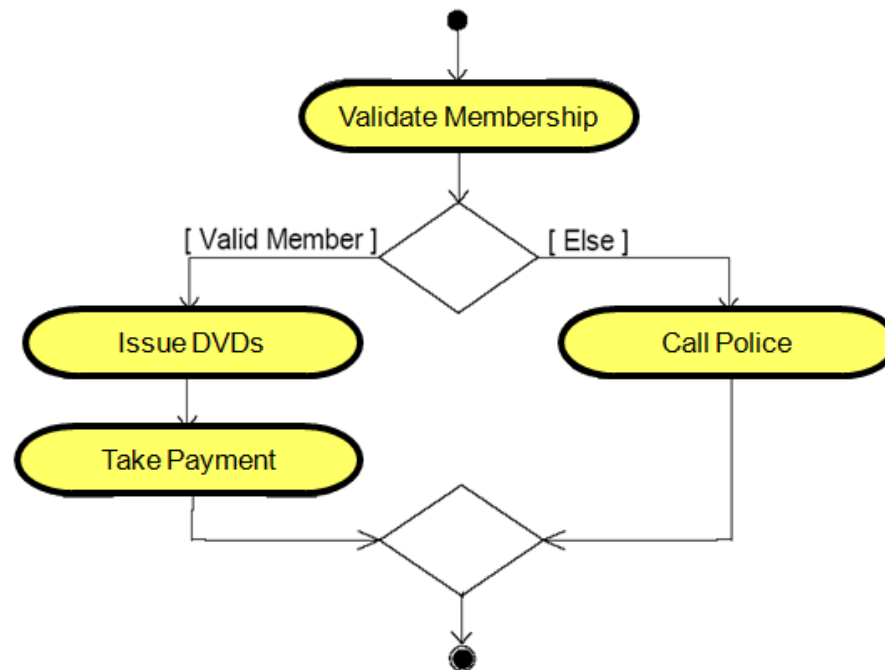 Validate Membership
[ Valid Member ]
[ Else ]
Issue DVDs
Call Police
Take Payment